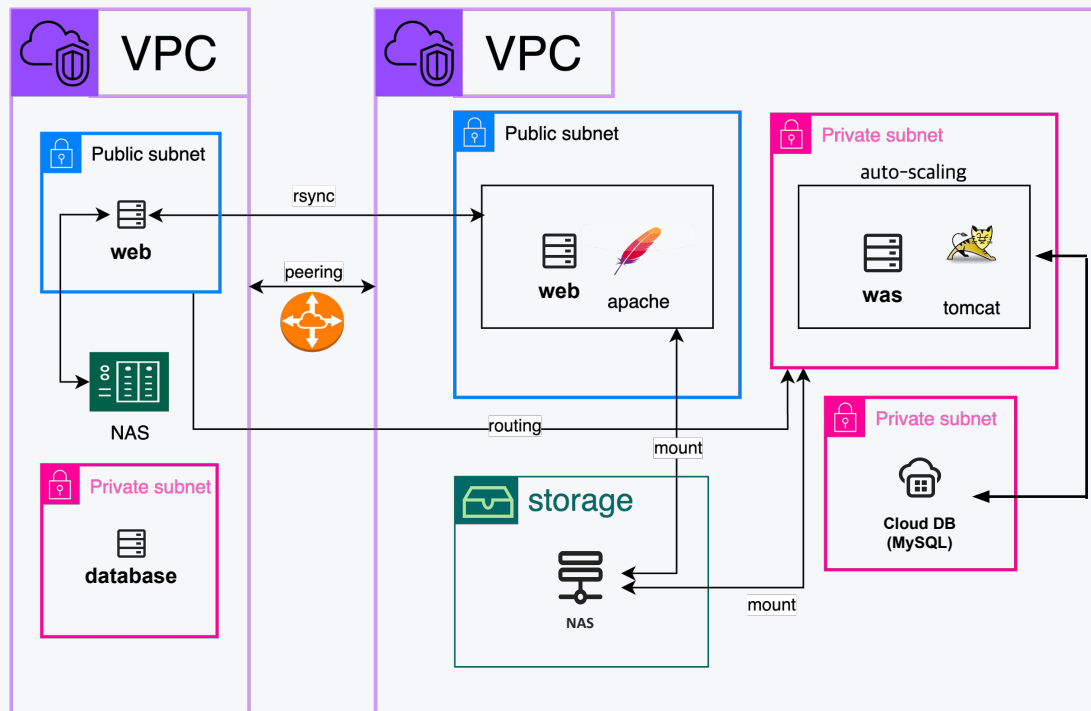 VPC
Public subnet
web
NAS
Private subnet
database
rsync
peering
VPC
Public subnet
web
apache
Private subnet
auto-scaling
was
tomcat
routing
mount
Private subnet
Cloud DB
(MySQL)
storage
NAS
mount